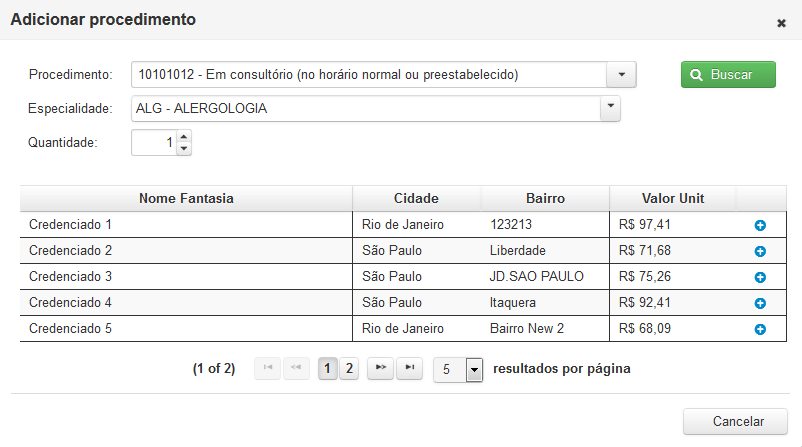 Adicionar procedimento
Procedimento: 10101012 - Em consultório (no horário normal ou preestabelecido) Buscar
Especialidade: ALG - ALERGOLOGIA
Quantidade: 1
Nome Fantasia Cidade Bairro Valor Unit
Credenciado 1 Rio de Janeiro 123213 R$ 97,41
Credenciado 2 São Paulo Liberdade R$ 71,68
Credenciado 3 São Paulo JD.SAO PAULO R$ 75,26
Credenciado 4 São Paulo Itaquera R$ 92,41
Credenciado 5 Rio de Janeiro Bairro New 2 R$ 68,09
(1 of 2) 1 2 5 resultados por página
Cancelar